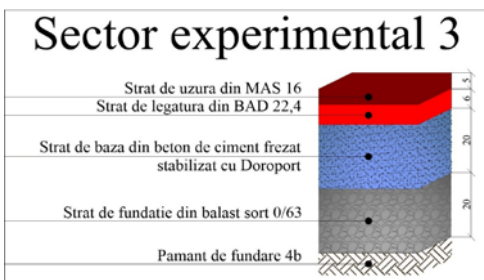 Sector experimental 3
Strat de uzura din MAS 16
Strat de legatura din BAD 22,4
Strat de baza din beton de ciment frezat
stabilizat cu Doroport
Strat de fundatie din balast sort 0/63
Pamant de fundare 4b
5
6
20
20